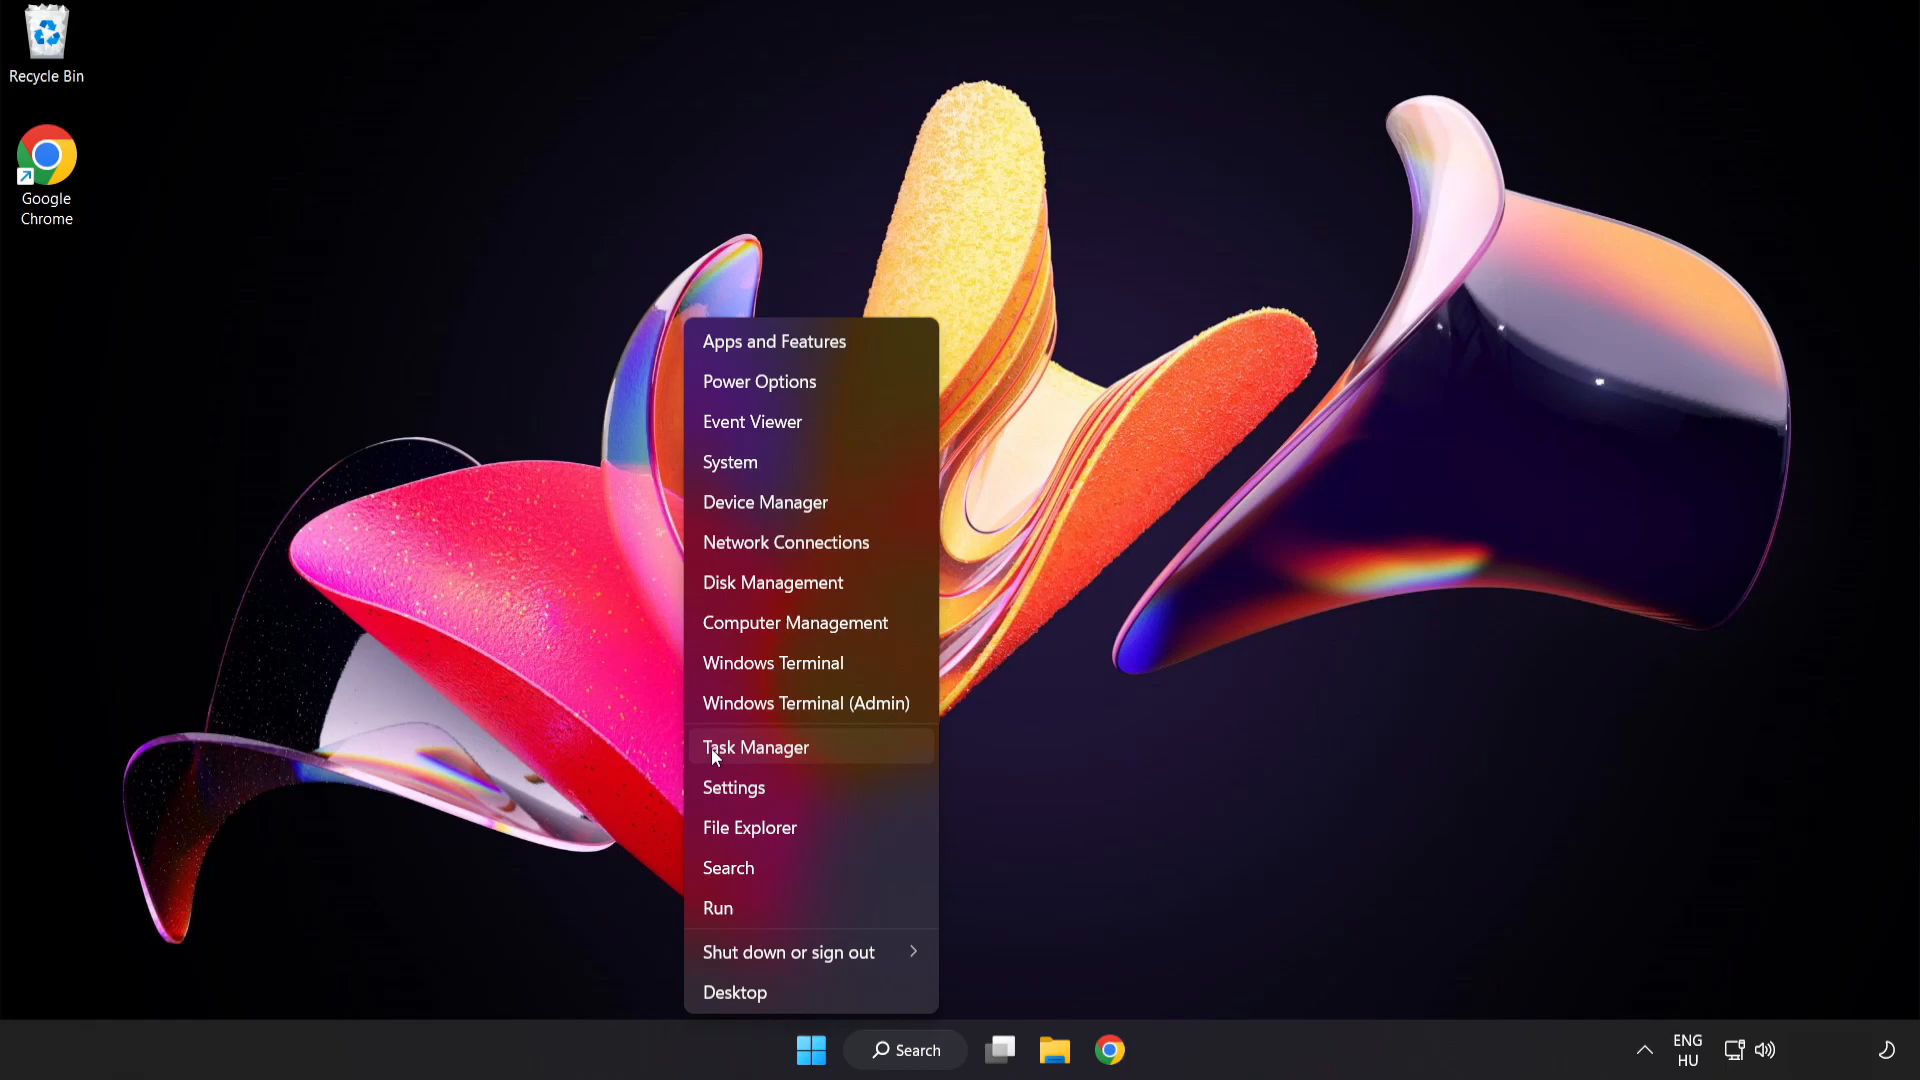 Recycle Bin
Google
Chrome
Apps and Features
Power Options
Event Viewer
System
Device Manager
Network Connections
Disk Management
Computer Management
Windows Terminal
Windows Terminal (Admin)
Task Manager
Settings
File Explorer
Search
Run
Shut down or sign out
Desktop
Search
ENG
HU